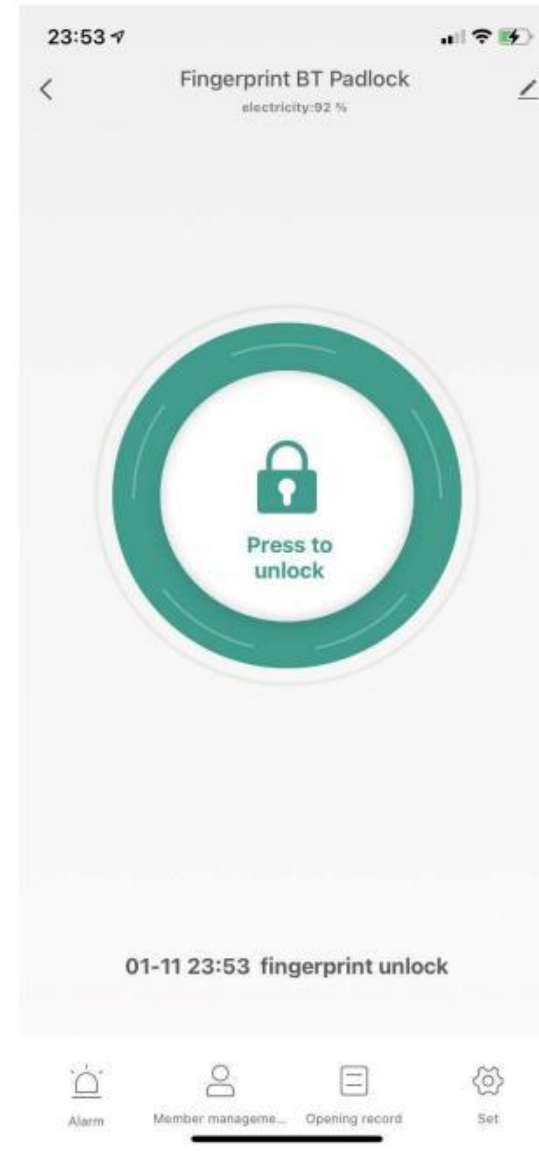 23:53
Fingerprint BT Padlock
electricity:92 %
Press to
unlock
01-11 23:53 fingerprint unlock
Alarm
Member manageme...
Opening record
Set